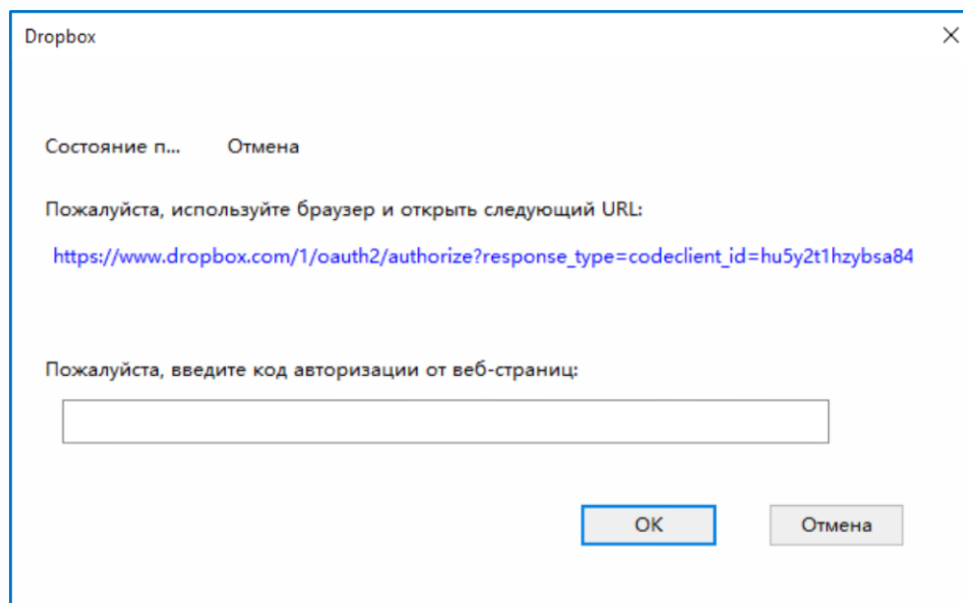 Dropbox
Состояние п... Отмена
Пожалуйста, используйте браузер и открыть следующий URL:
https://www.dropbox.com/1/oauth2/authorize?response_type=codeclient_id=hu5y2t1hzybsa84
Пожалуйста, введите код авторизации от веб-страниц:
OK Отмена